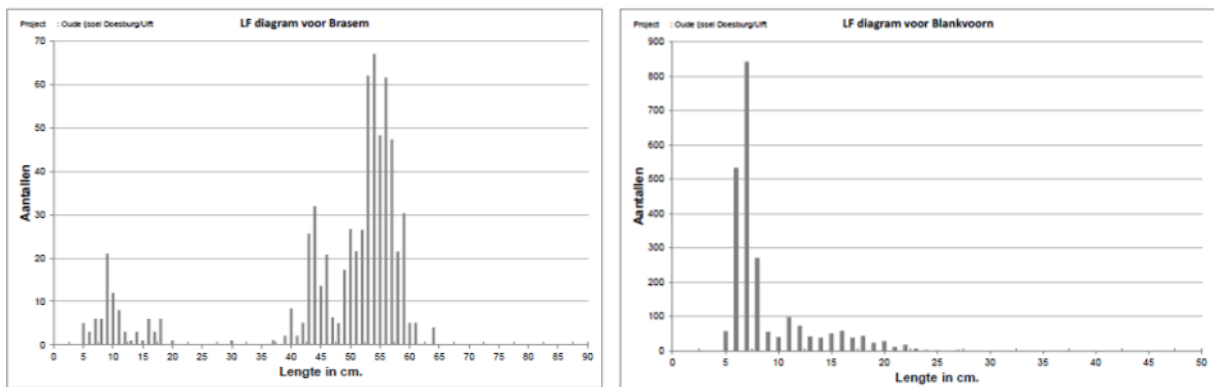 Project : Oude Ijssel Doesburg/Ulft LF diagram voor Brasem
70
60
50
40
30
20
10
0
Aantallen
0 5 10 15 20 25 30 35 40 45 50 55 60 65 70 75 80 85 90
Lengte in cm.
Project : Oude Ijssel Doesburg/Ulft LF diagram voor Blankvoorn
900
800
700
600
500
400
300
200
100
0
Aantallen
0 5 10 15 20 25 30 35 40 45 50
Lengte in cm.